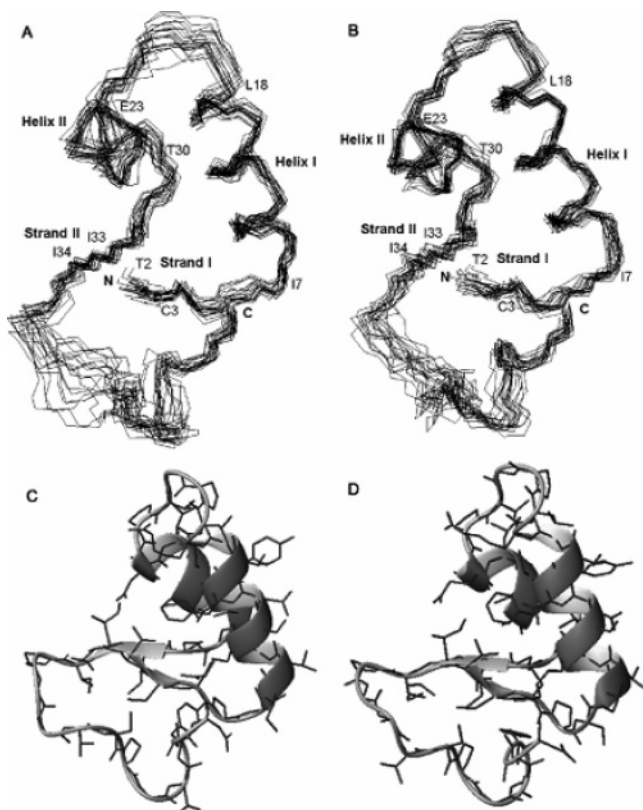 A
B
L18
L18
E23
E23
Helix II
Helix II
T30
T30
Helix I
Helix I
Strand II
I33
Strand II
I33
I34
T2
Strand I
I34
T2
Strand I
N
I7
N
I7
C3
C
C3
C
C
D